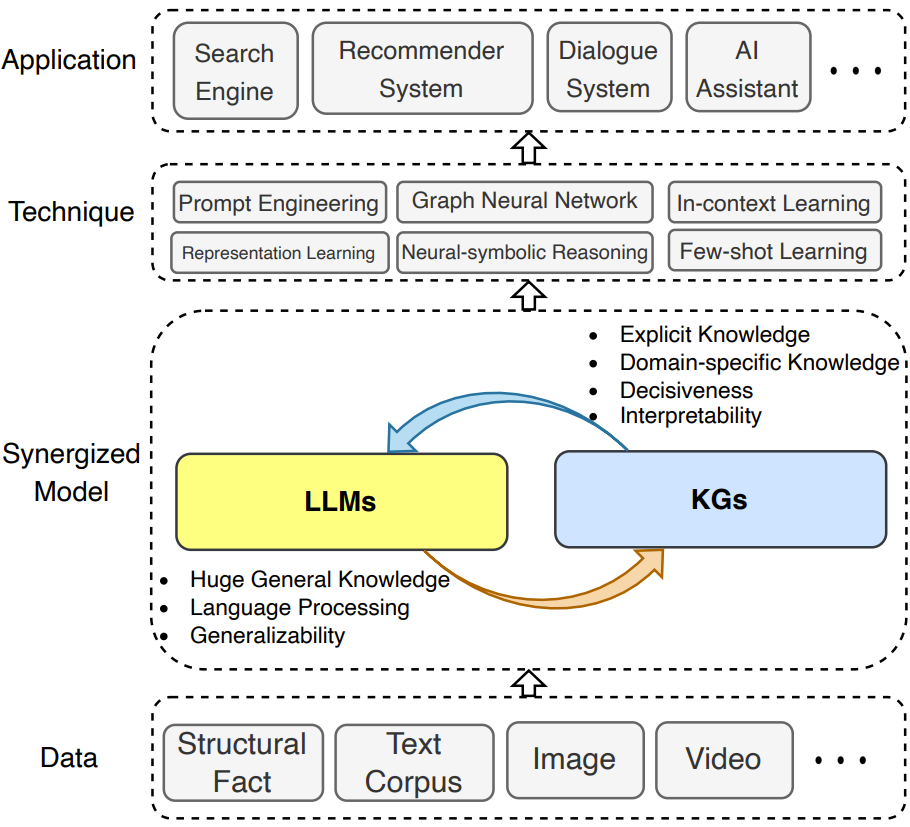 Application
Search
Engine
Recommender
System
Dialogue
System
AI
Assistant
• • •
Technique
Prompt Engineering
Graph Neural Network
In-context Learning
Representation Learning
Neural-symbolic Reasoning
Few-shot Learning
Synergized
Model
• Explicit Knowledge
• Domain-specific Knowledge
• Decisiveness
• Interpretability
LLMs
KGs
• Huge General Knowledge
• Language Processing
• Generalizability
Data
Structural
Fact
Text
Corpus
Image
Video
• • •